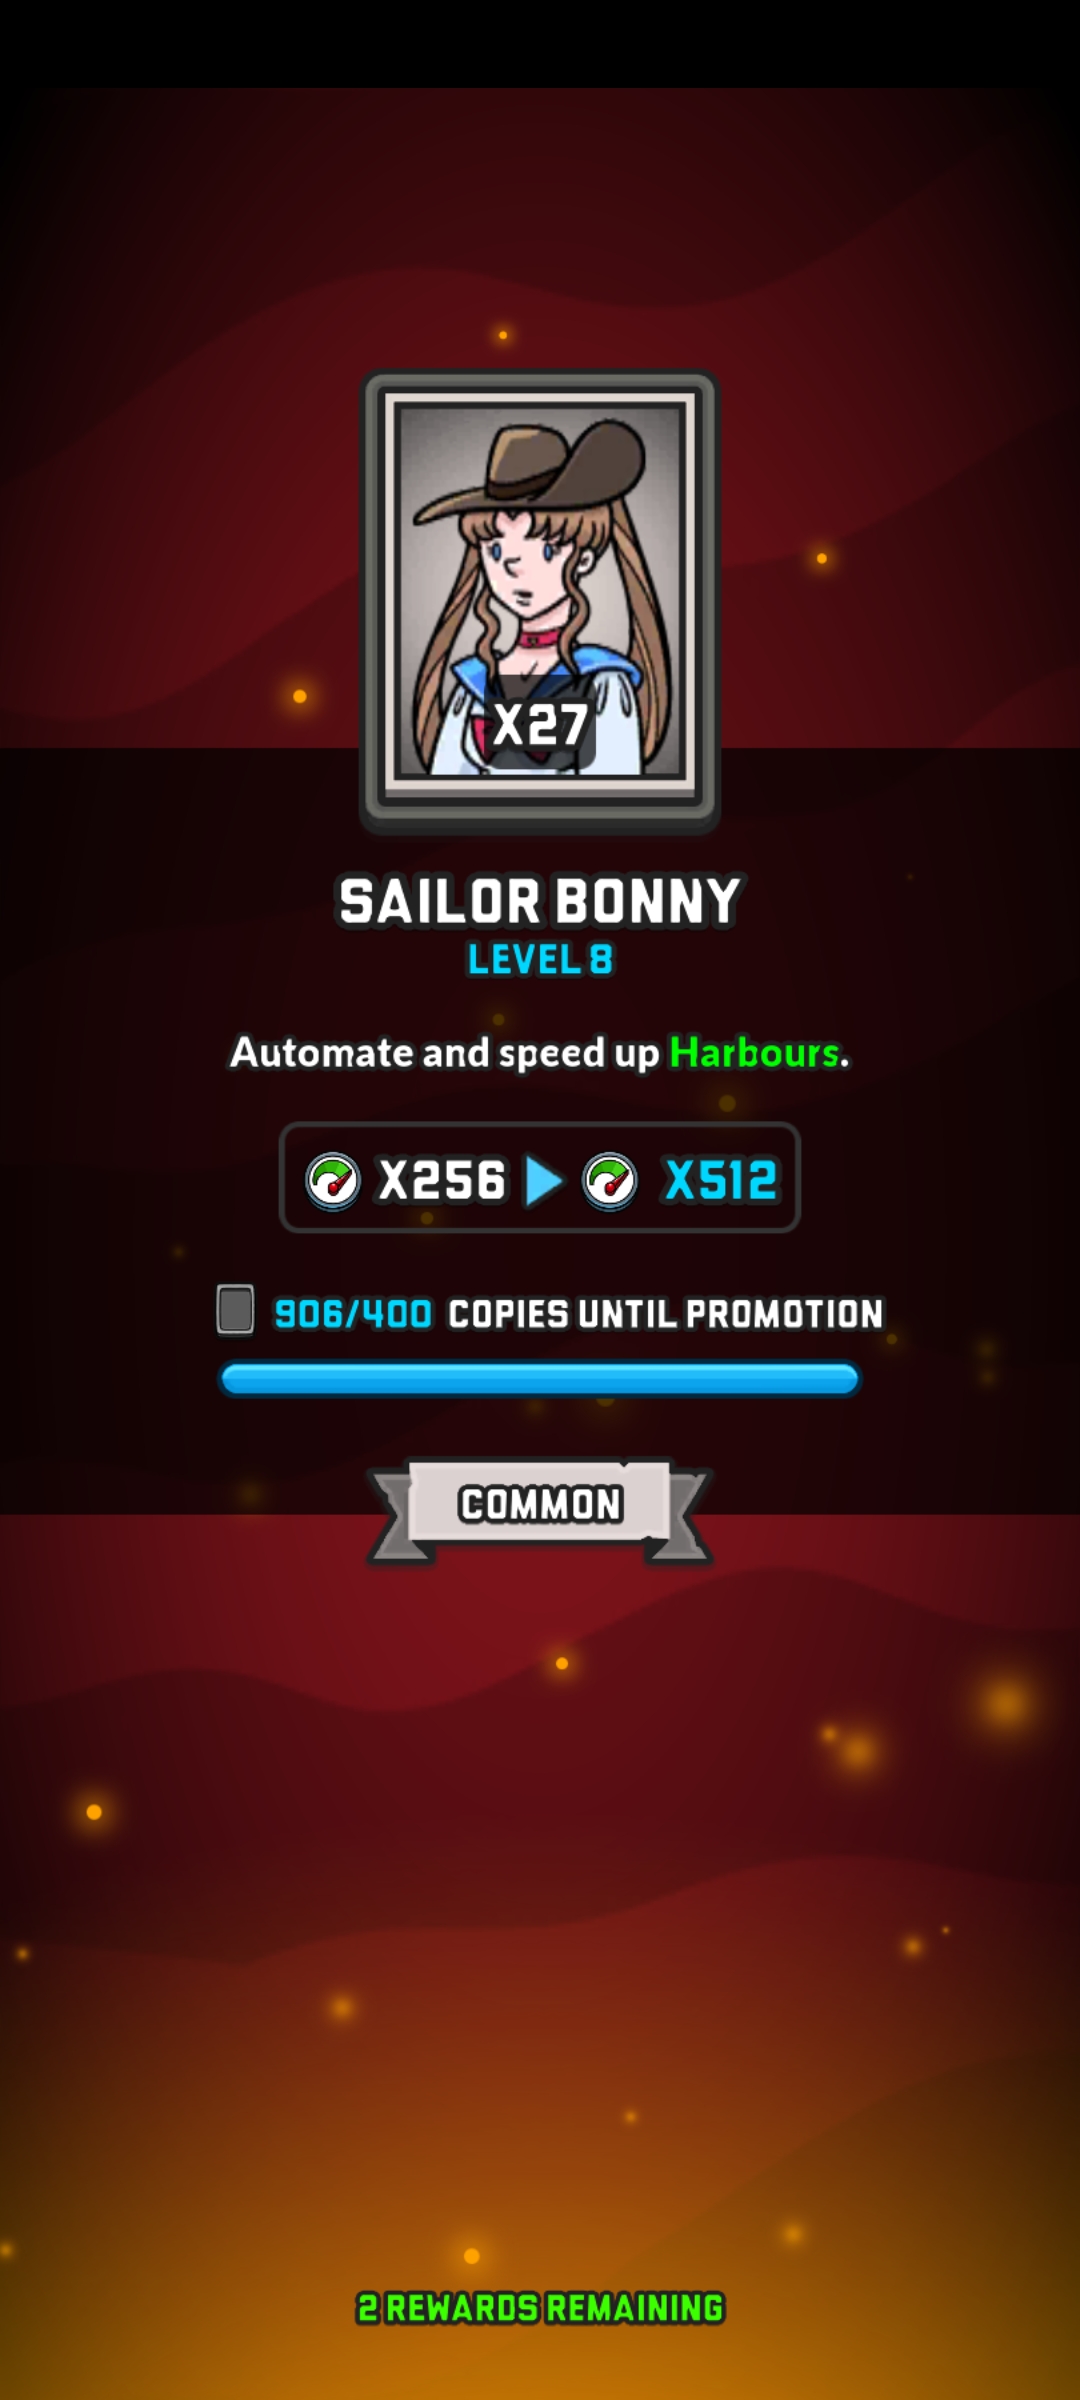 X27
SAILOR BONNY
LEVEL 8
Automate and speed up Harbours.
X256 X512
906/400 COPIES UNTIL PROMOTION
COMMON
2 REWARDS REMAINING